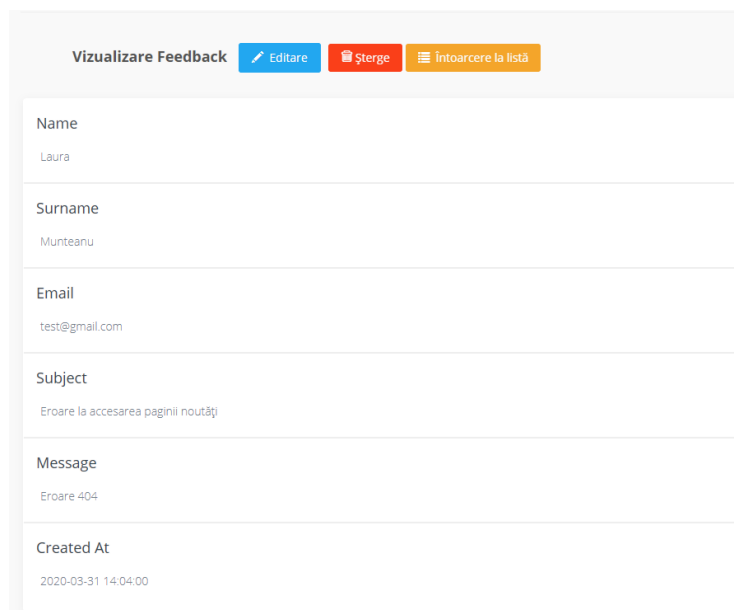 Vizualizare Feedback Editare Şterge Întoarcere la listă
Name
Laura
Surname
Munteanu
Email
test@gmail.com
Subject
Eroare la accesarea paginii noutăţi
Message
Eroare 404
Created At
2020-03-31 14:04:00